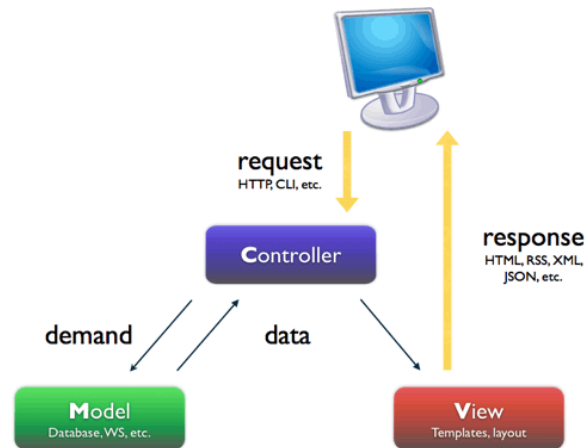 request
HTTP, CLI, etc.
response
HTML, RSS, XML,
JSON, etc.
Controller
demand
data
Model
Database, WS, etc.
View
Templates, layout